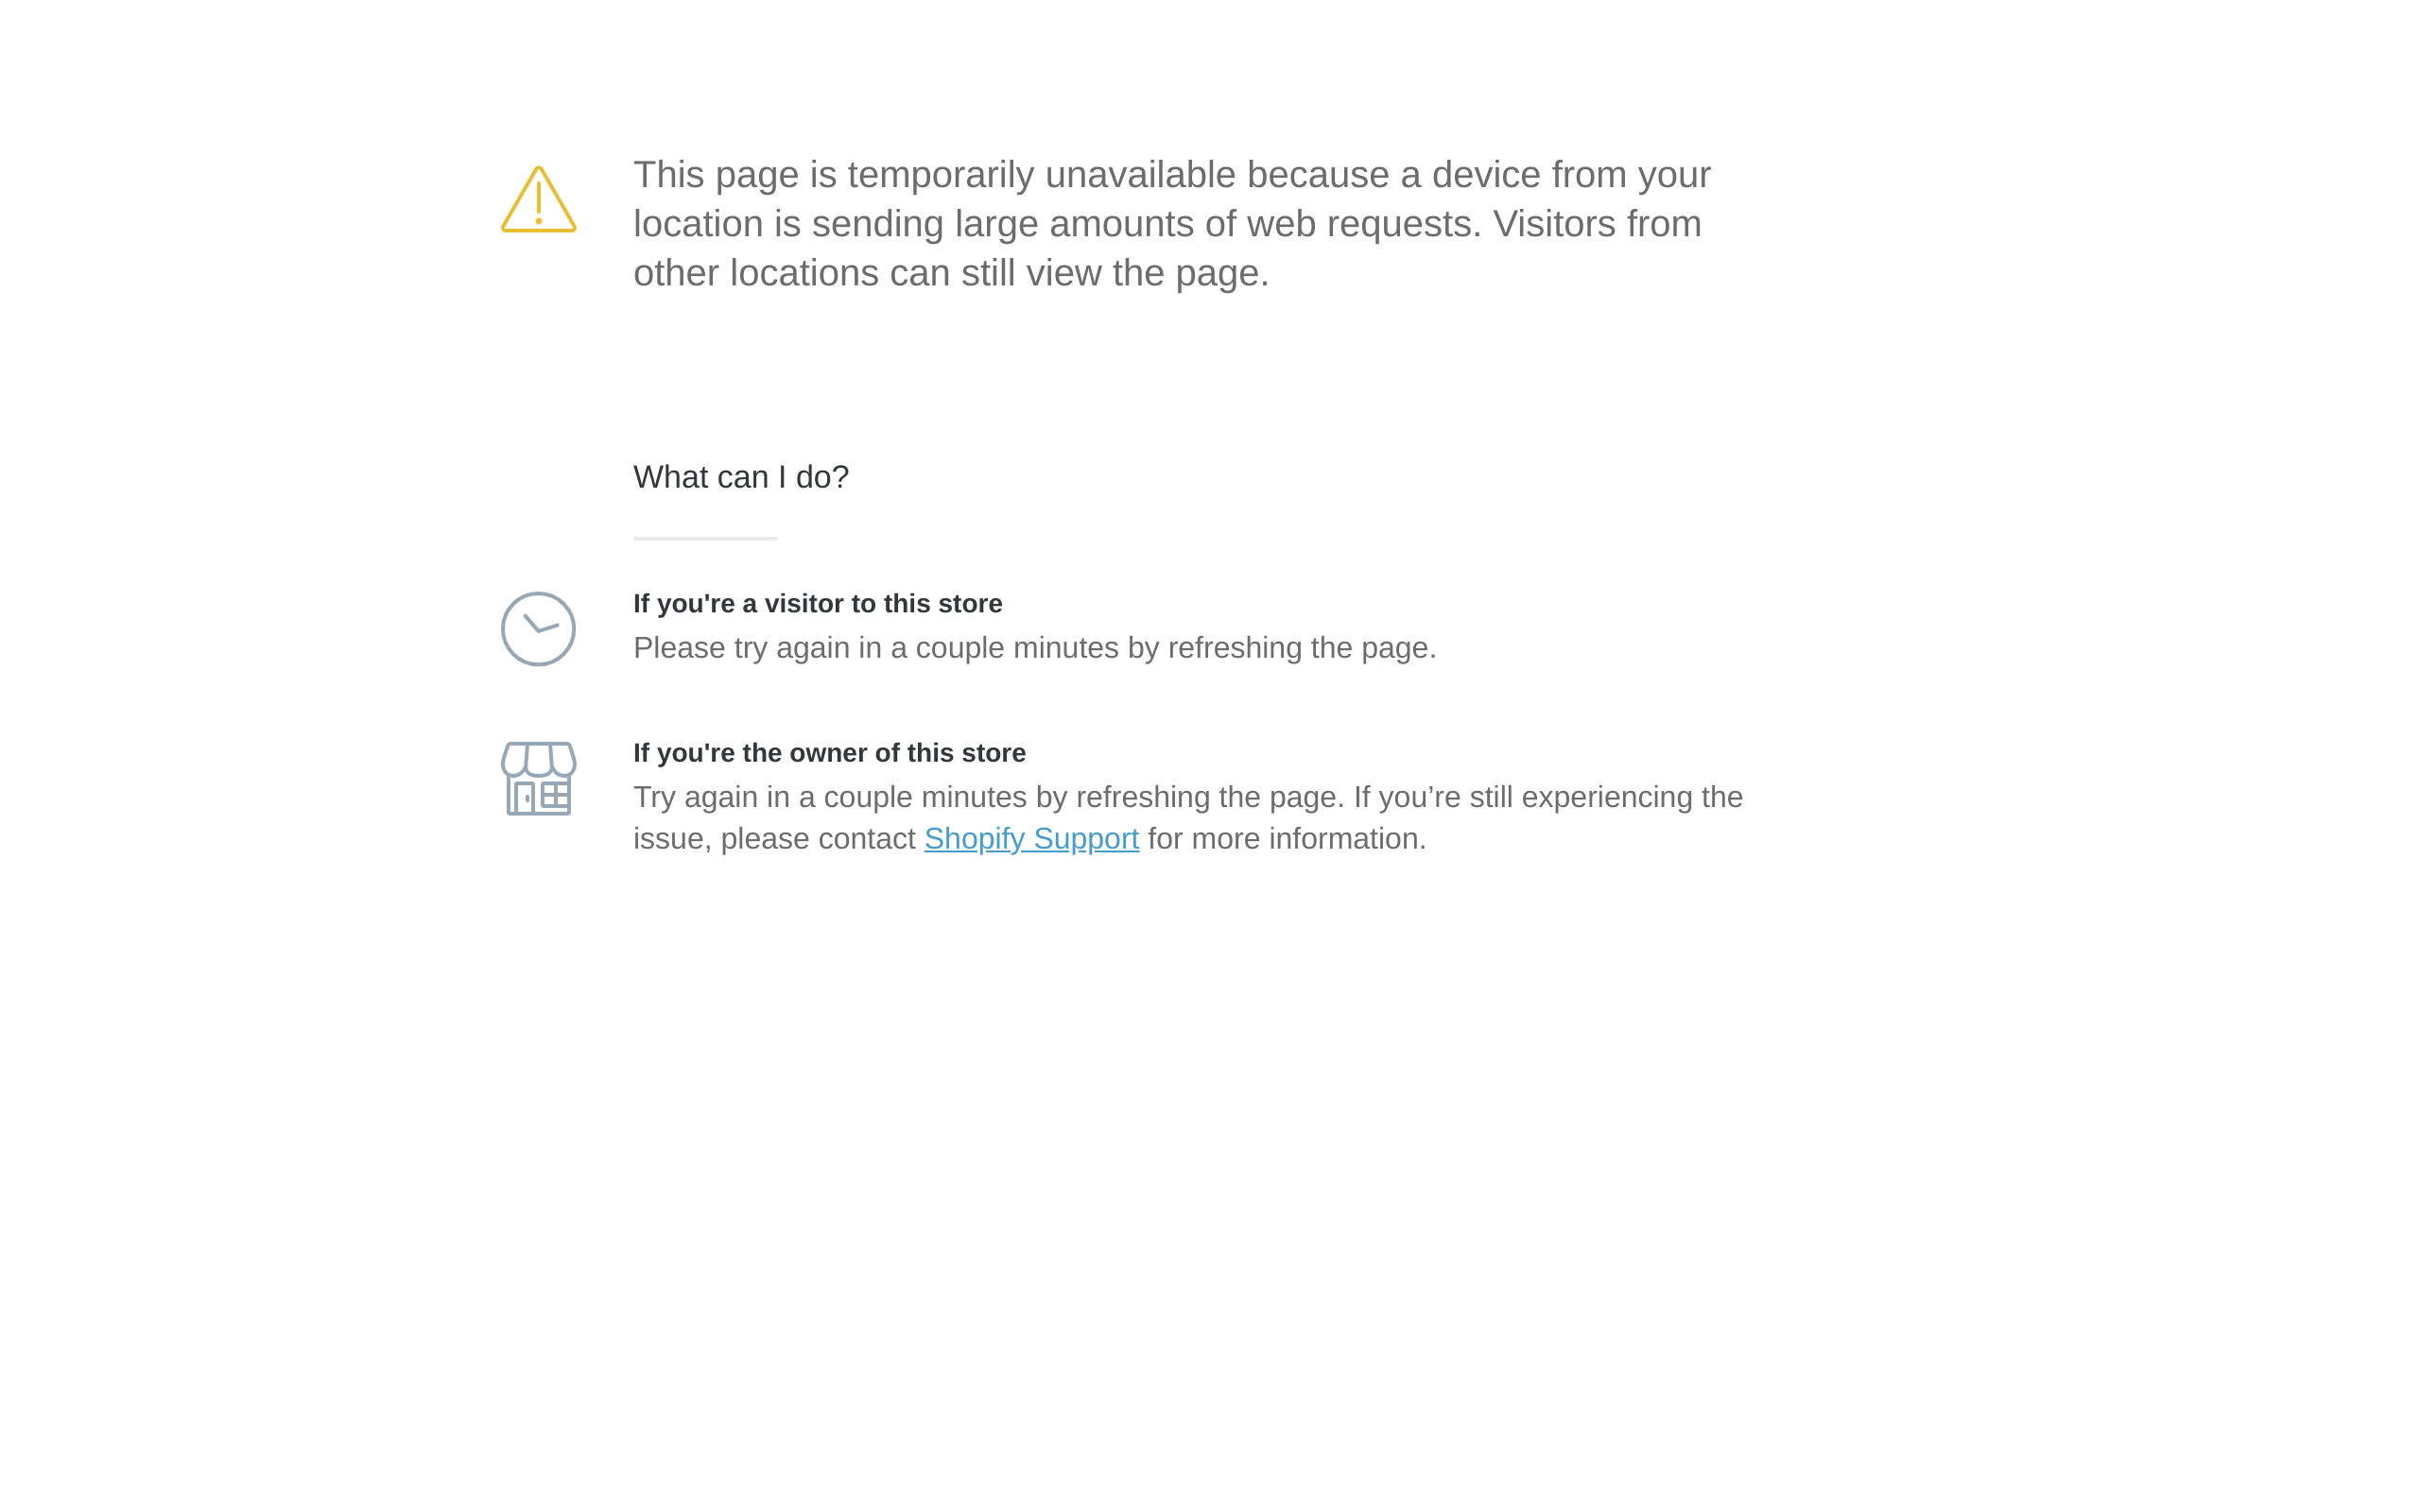 This page is temporarily unavailable because a device from your
location is sending large amounts of web requests. Visitors from
other locations can still view the page.
What can I do?
If you're a visitor to this store
Please try again in a couple minutes by refreshing the page.
If you're the owner of this store
Try again in a couple minutes by refreshing the page. If you’re still experiencing the
issue, please contact Shopify Support for more information.